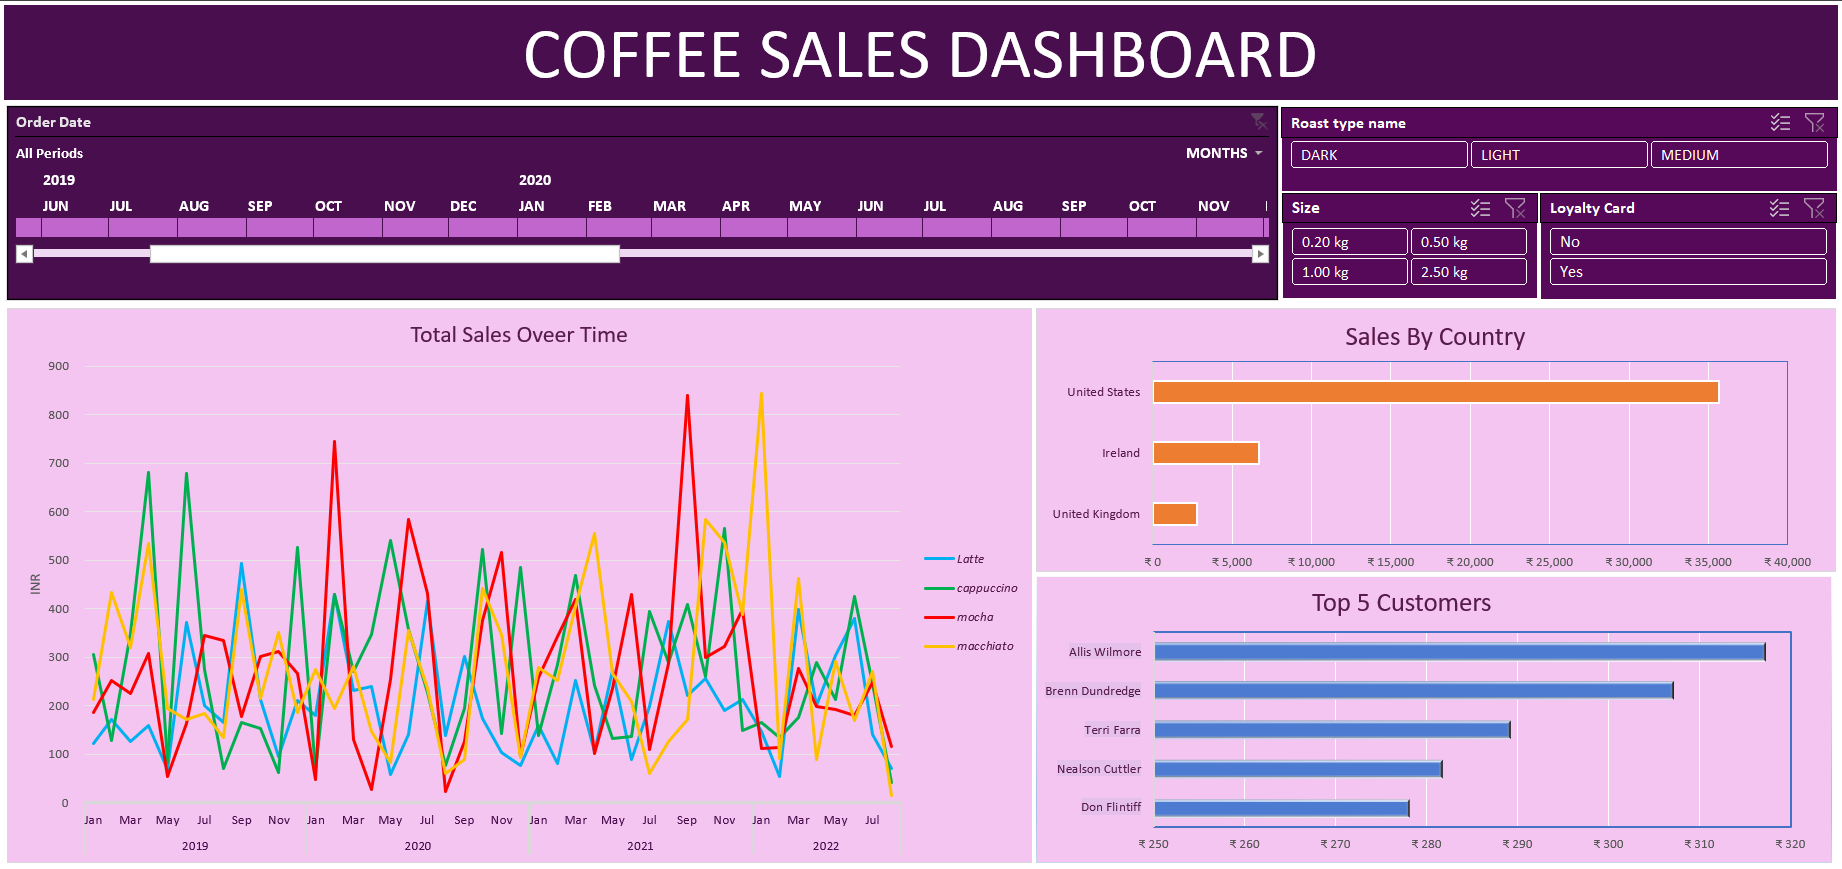 COFFEE SALES DASHBOARD
Order Date
All Periods
MONTHS
2019 2020
JUN JUL AUG SEP OCT NOV DEC JAN FEB MAR APR MAY JUN JUL AUG SEP OCT NOV
Roast type name
DARK LIGHT MEDIUM
Size
0.20 kg 0.50 kg
1.00 kg 2.50 kg
Loyalty Card
No
Yes
Total Sales Oveer Time
900
800
700
600
500
400
300
200
100
0
INR
Jan Mar May Jul Sep Nov Jan Mar May Jul Sep Nov Jan Mar May Jul Sep Nov Jan Mar May Jul
2019 2020 2021 2022
Latte
cappuccino
mocha
macchiato
Sales By Country
United States
Ireland
United Kingdom
₹ 0 ₹ 5,000 ₹ 10,000 ₹ 15,000 ₹ 20,000 ₹ 25,000 ₹ 30,000 ₹ 35,000 ₹ 40,000
Top 5 Customers
Allis Wilmore
Brenn Dundredge
Terri Farra
Nealson Cuttler
Don Flintiff
₹ 250 ₹ 260 ₹ 270 ₹ 280 ₹ 290 ₹ 300 ₹ 310 ₹ 320